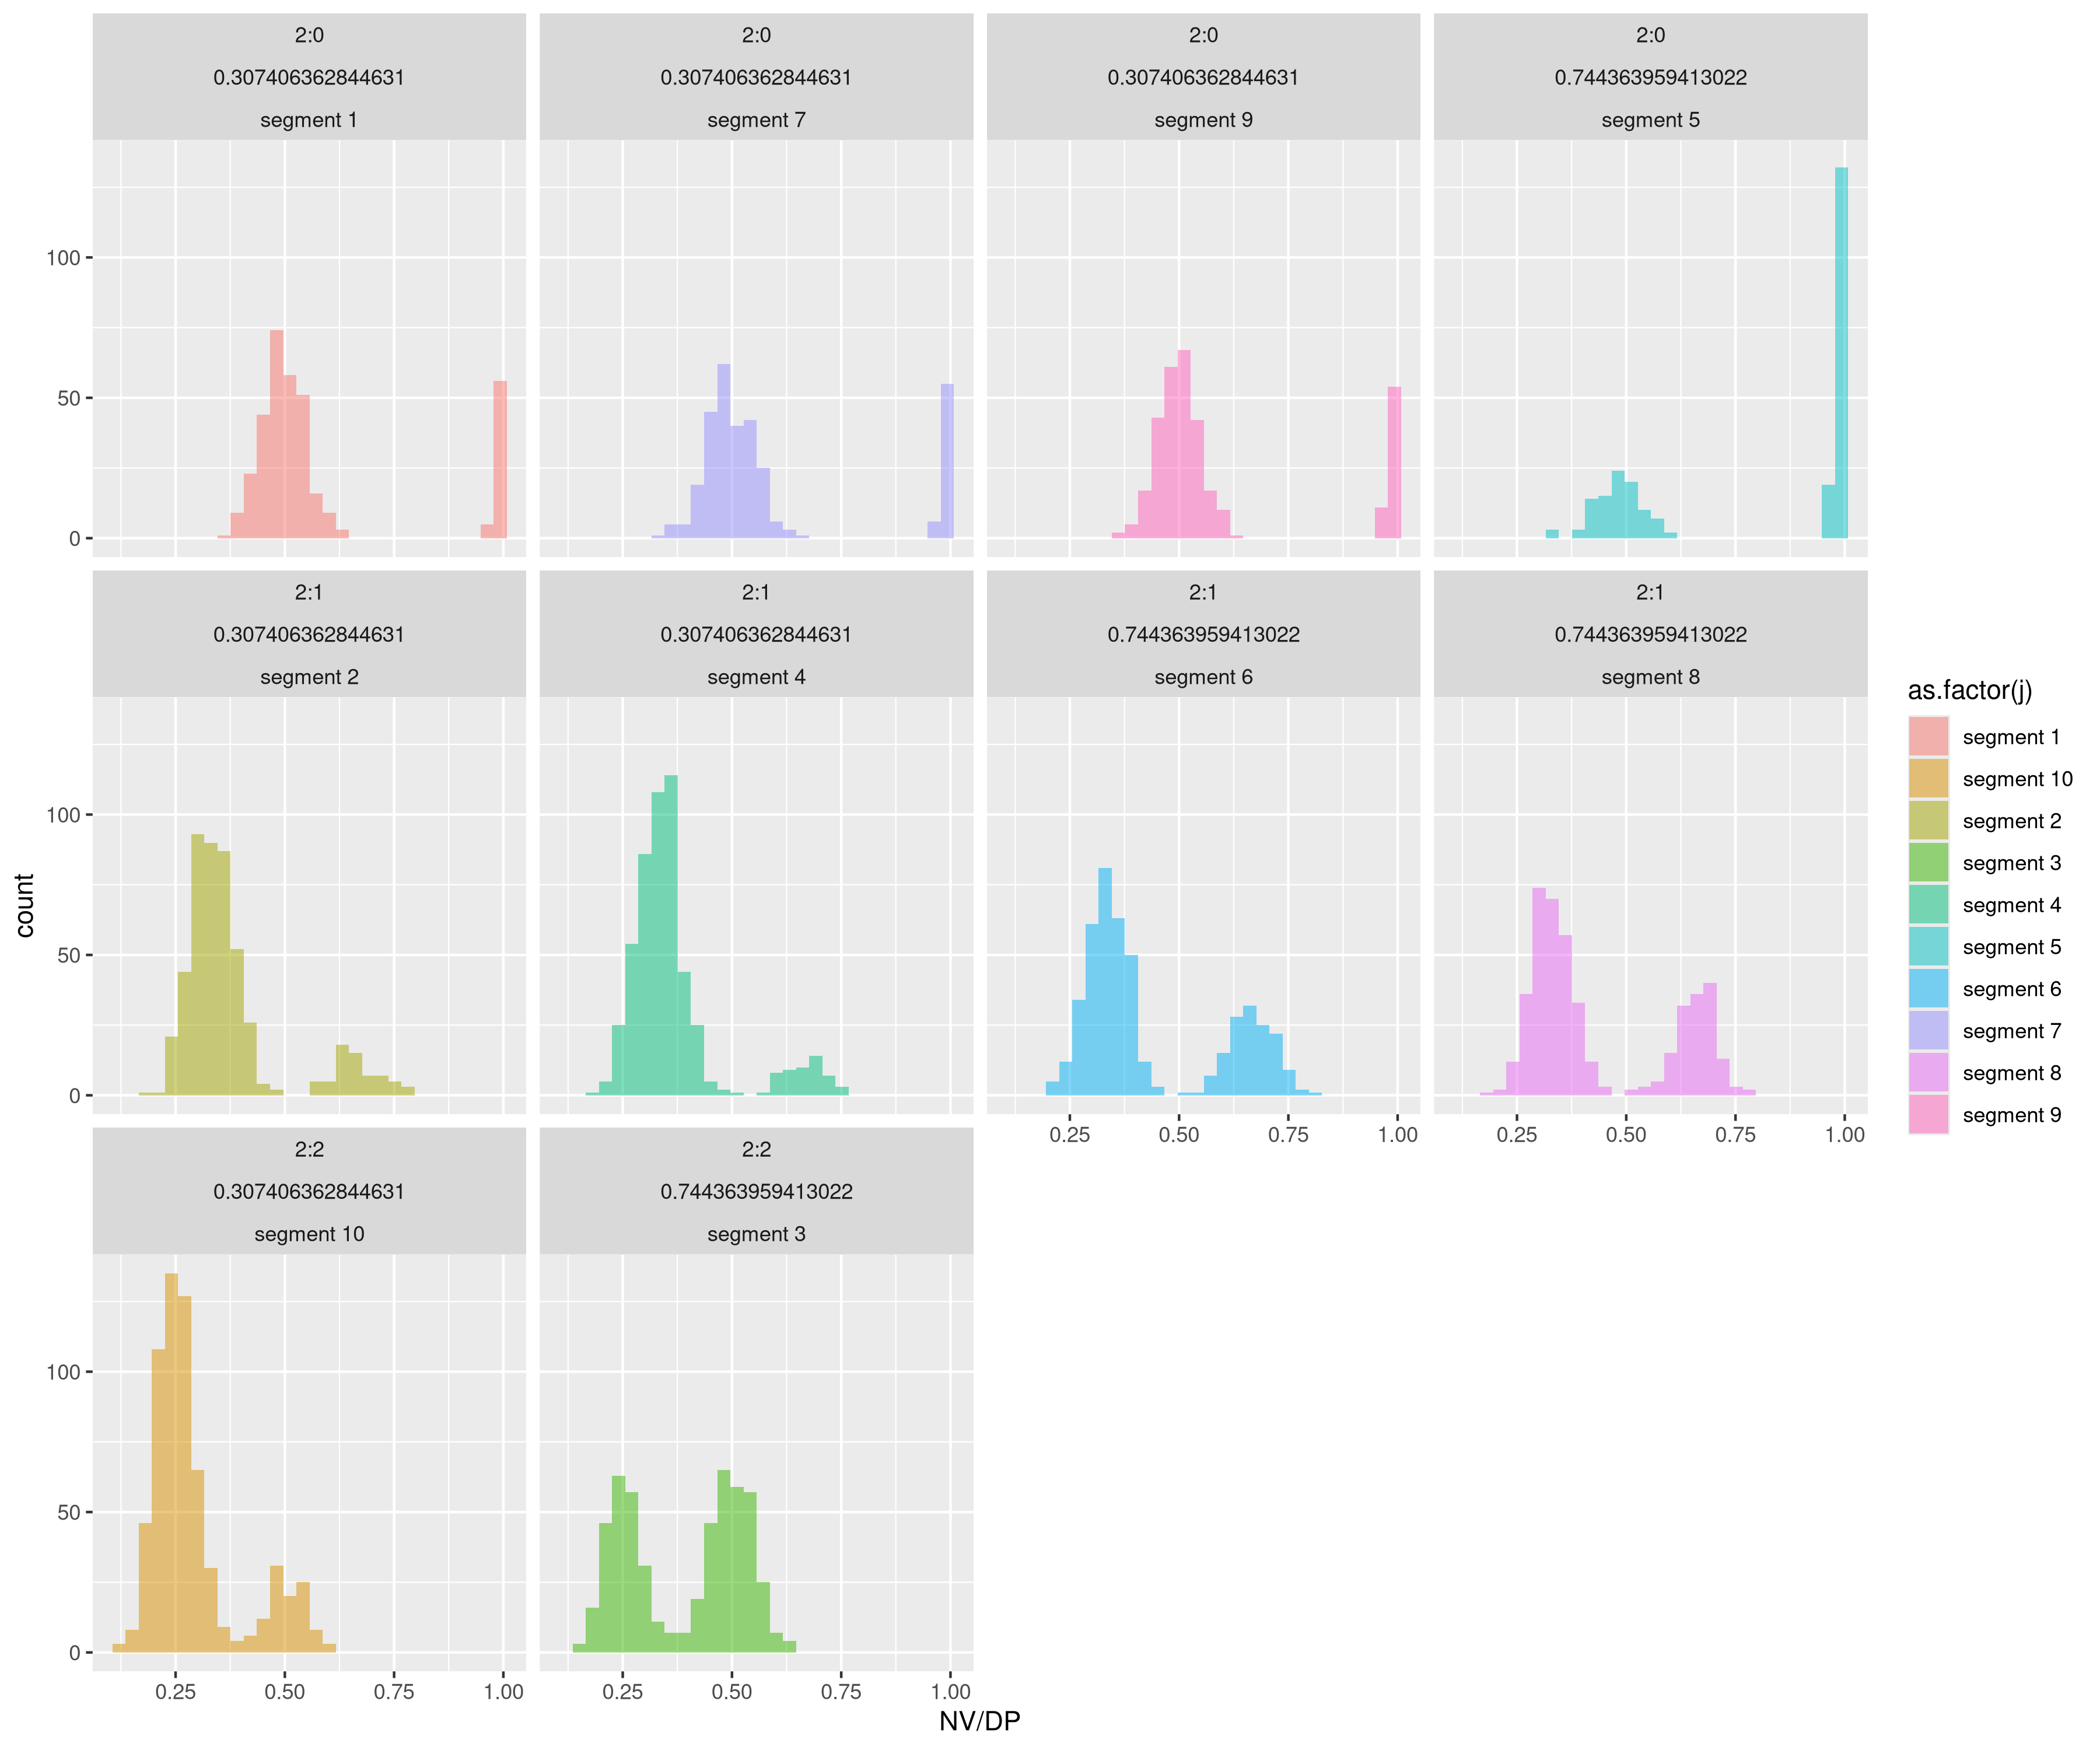 2:0
0.307406362844631
segment 1
2:0
0.307406362844631
segment 7
2:0
0.307406362844631
segment 9
2:0
0.744363959413022
segment 5
100
50
0
2:1
0.307406362844631
segment 2
2:1
0.307406362844631
segment 4
2:1
0.744363959413022
segment 6
2:1
0.744363959413022
segment 8
100
50
0
0.25 0.50 0.75 1.00
0.25 0.50 0.75 1.00
2:2
0.307406362844631
segment 10
2:2
0.744363959413022
segment 3
100
50
0
0.25 0.50 0.75 1.00
0.25 0.50 0.75 1.00
NV/DP
count
as.factor(j)
segment 1
segment 10
segment 2
segment 3
segment 4
segment 5
segment 6
segment 7
segment 8
segment 9